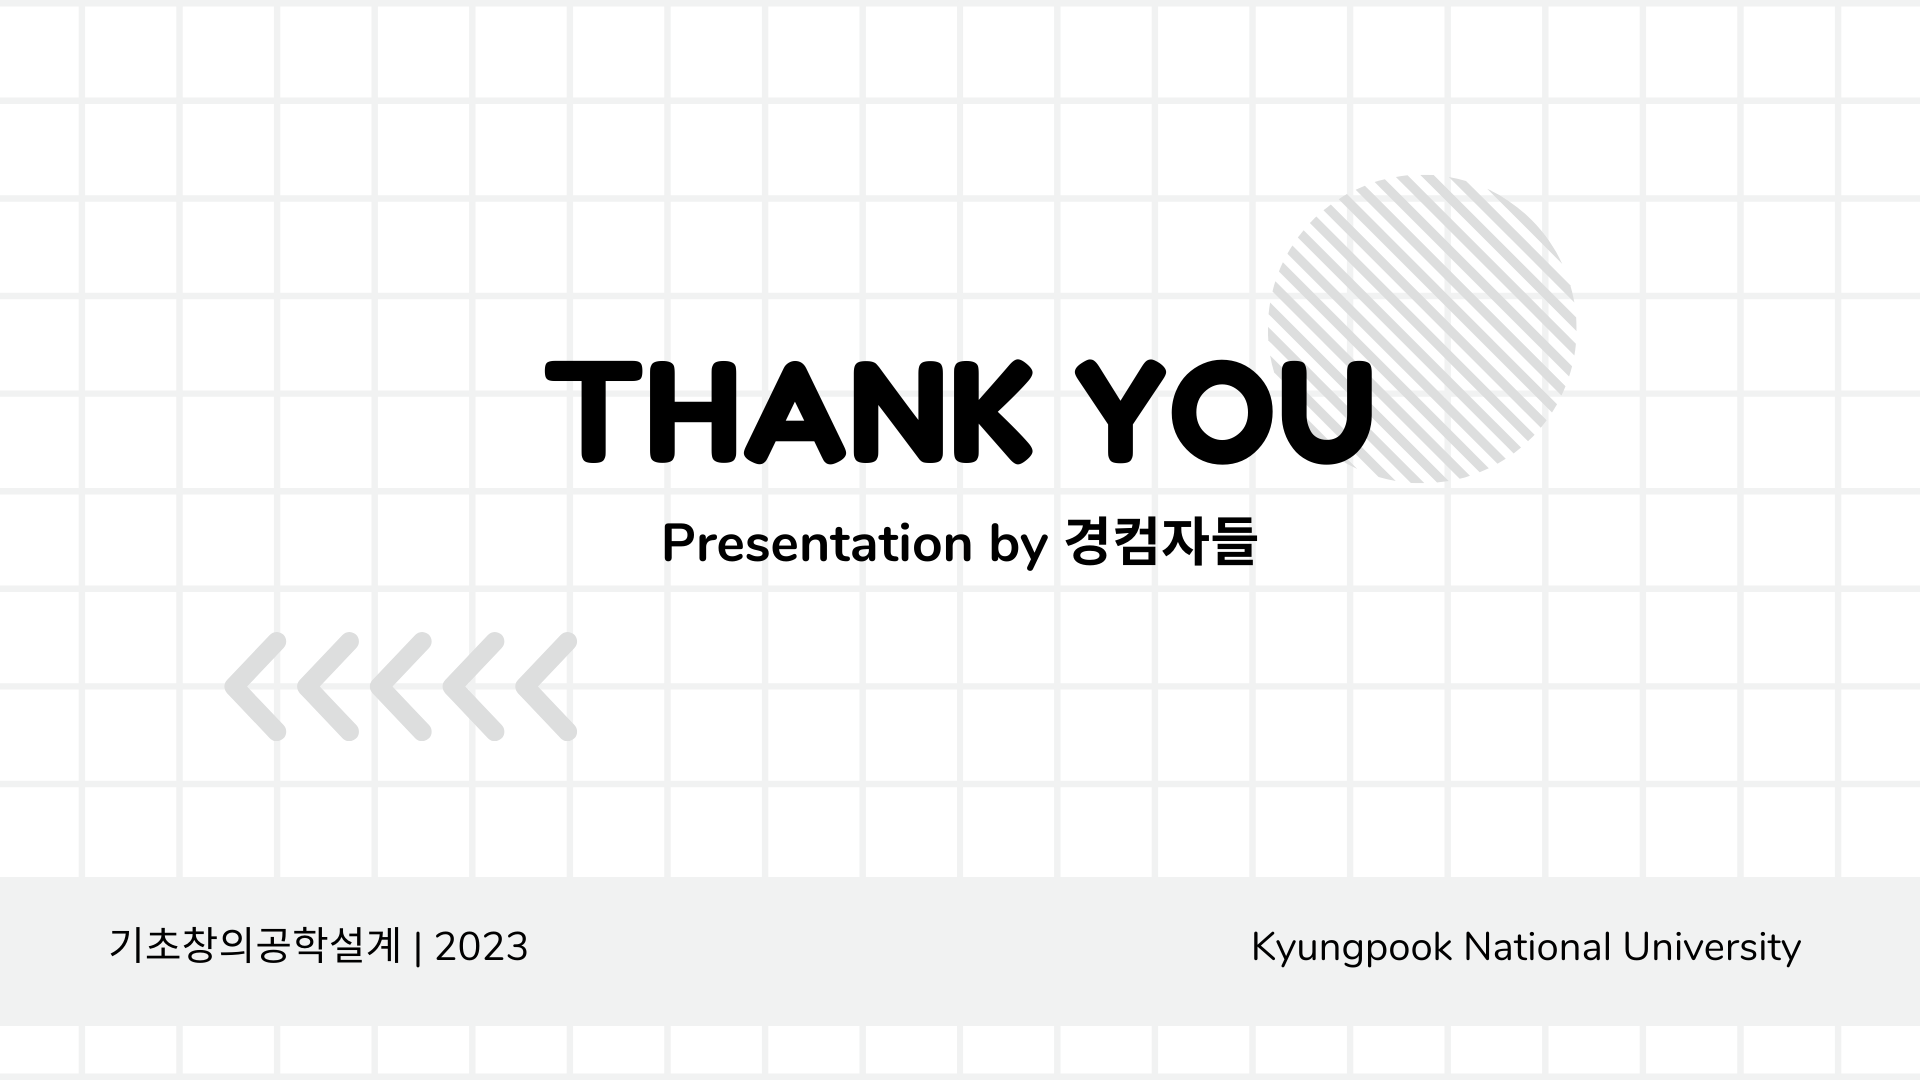 THANK YOU
Presentation by 경컴자들
기초창의공학설계 | 2023
Kyungpook National University